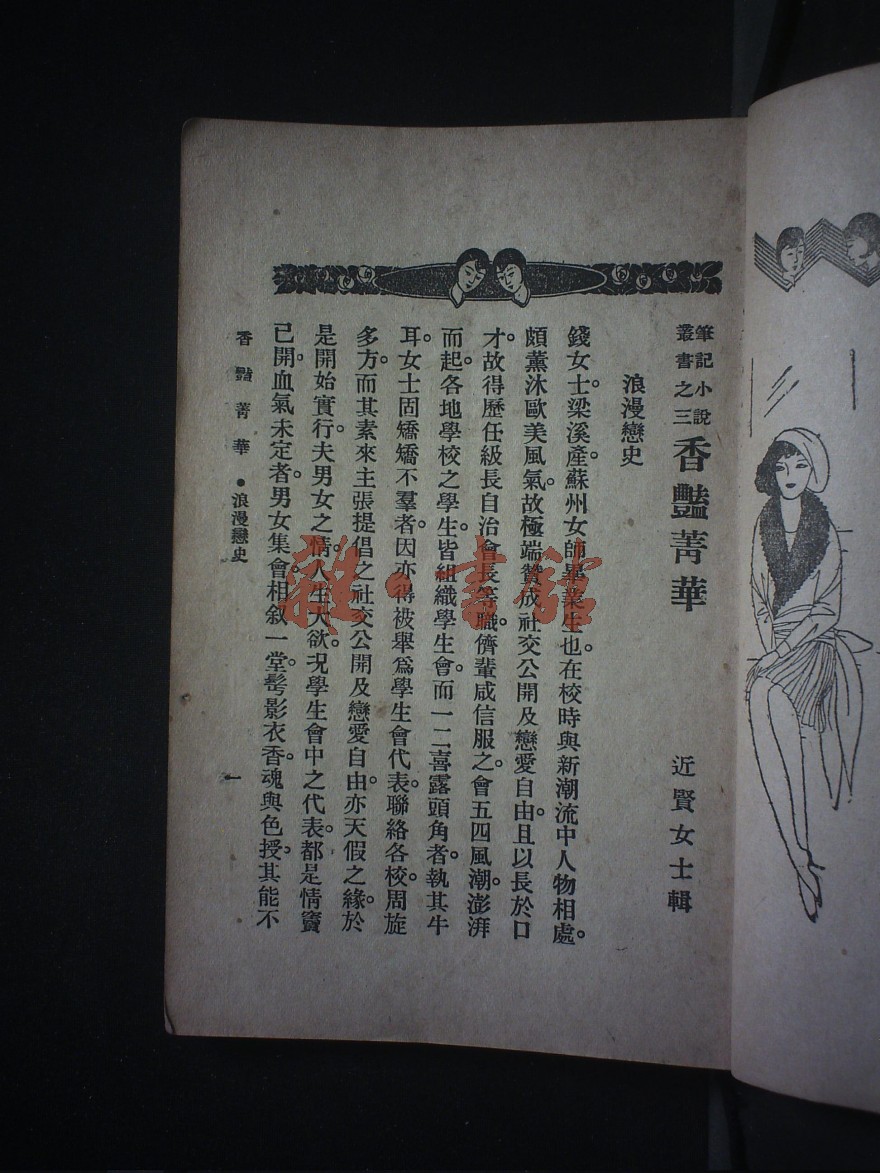 筆記小說
叢書之三
香豔菁華
近賢女士輯
浪漫戀史
錢女士。梁溪產。蘇州女師畢業生也。在校時與新潮流中人物相處。
頗薰沐歐美風氣。故極端贊成社交公開及戀愛自由。且以長於口
才。故得歷任級長自治會長等職。儕輩咸信服之。會五四風潮。澎湃
而起。各地學校之學生。皆組織學生會。而一二喜露頭角者。執其牛
耳。女士固矯矯不羣者。因亦得被舉爲學生會代表。聯絡各校。周旋
多方。而其素來主張提倡之社交公開及戀愛自由。亦天假之緣。於
是開始實行。夫男女之情。人生大欲。况學生會中之代表。都是情竇
已開。血氣未定者。男女集會。相叙一堂。髩影衣香。魂與色授。其能不
香豔菁華 ●浪漫戀史
一
雜·書館